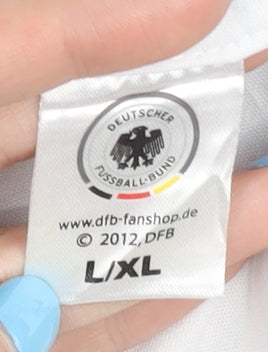 DEUTSCHER
FUSSBALL-BUND
www.dfb-fanshop.de
© 2012, DFB
L/XL